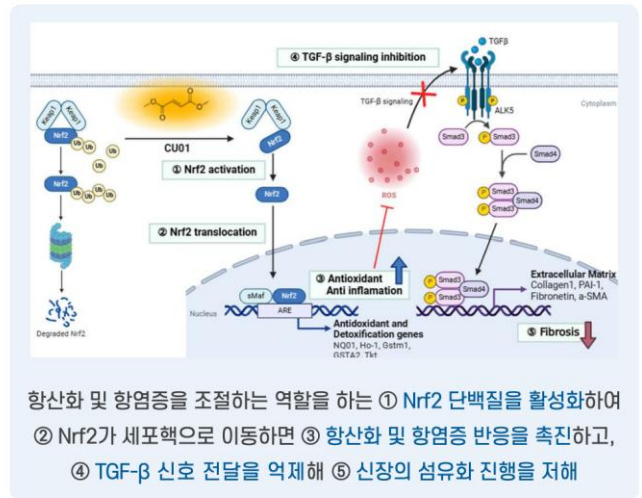 ④ TGF-β signaling inhibition
TGFβ
TGF-β signaling
Cytoplasm
P
P
ALK5
Keap1
Keap1
Nrf2
Ub
Ub
Ub
Ub
CU01
Keap1
Keap1
Nrf2
① Nrf2 activation
Smad3
P
Smad3
Smad4
Nrf2
Ub
Ub
Ub
Ub
Nrf2
ROS
P
Smad3
Smad4
P
Smad3
② Nrf2 translocation
③ Antioxidant
Anti inflamation
P
Smad3
Smad4
P
Smad3
Extracellular Matrix
Collagen1, PAI-1,
Fibronetin, a-SMA
sMaf
Nrf2
ARE
Nucleus
Antidoxidant and
Detoxification genes
NQ01, Ho-1, Gstm1,
GSTA2, Tkt
⑤ Fibrosis
Degraded Nrf2
항산화 및 항염증을 조절하는 역할을 하는 ① Nrf2 단백질을 활성화하여
② Nrf2가 세포핵으로 이동하면 ③ 항산화 및 항염증 반응을 촉진하고,
④ TGF-β 신호 전달을 억제해 ⑤ 신장의 섬유화 진행을 저해